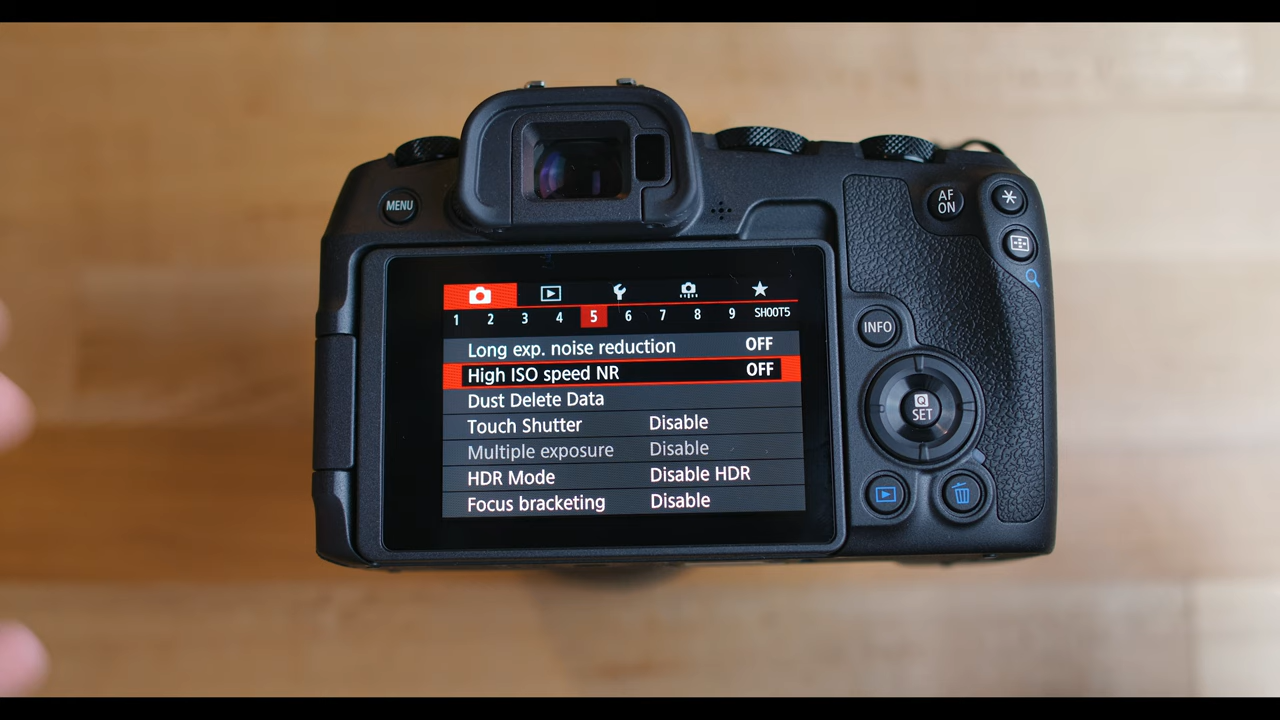 MENU
AF
ON
INFO
SET
1 2 3 4 5 6 7 8 9 SHOOT5
Long exp. noise reduction OFF
High ISO speed NR OFF
Dust Delete Data
Touch Shutter Disable
Multiple exposure Disable
HDR Mode Disable HDR
Focus bracketing Disable
Q